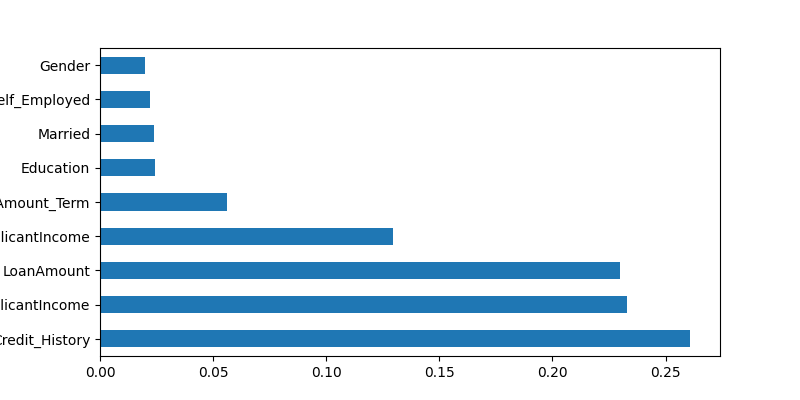 Gender
elf_Employed
Married
Education
Amount_Term
licantIncome
LoanAmount
licantIncome
Credit_History
0.00 0.05 0.10 0.15 0.20 0.25